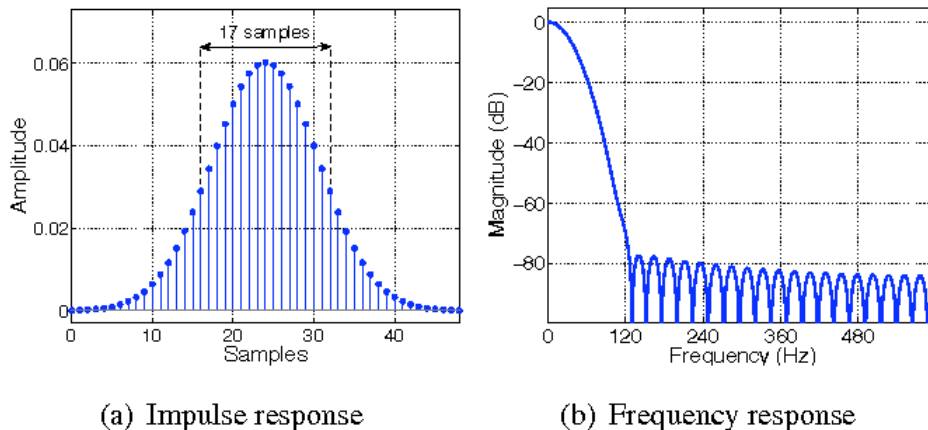 17 samples
0.06
0.04
0.02
0
0 10 20 30 40
Amplitude
Samples
(a) Impulse response
0
−20
−40
−60
−80
0 120 240 360 480
Magnitude (dB)
Frequency (Hz)
(b) Frequency response